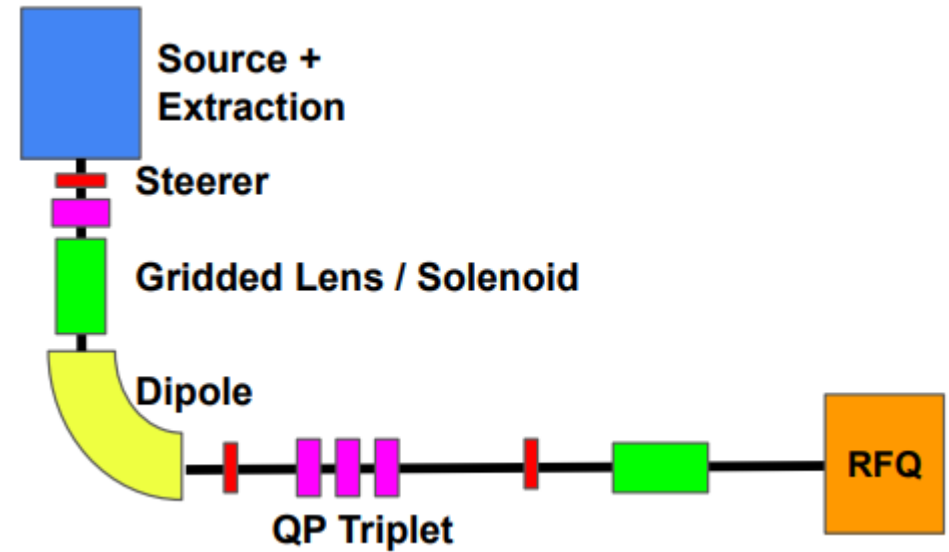 Source +
Extraction
Steerer
Gridded Lens / Solenoid
Dipole
RFQ
QP Triplet